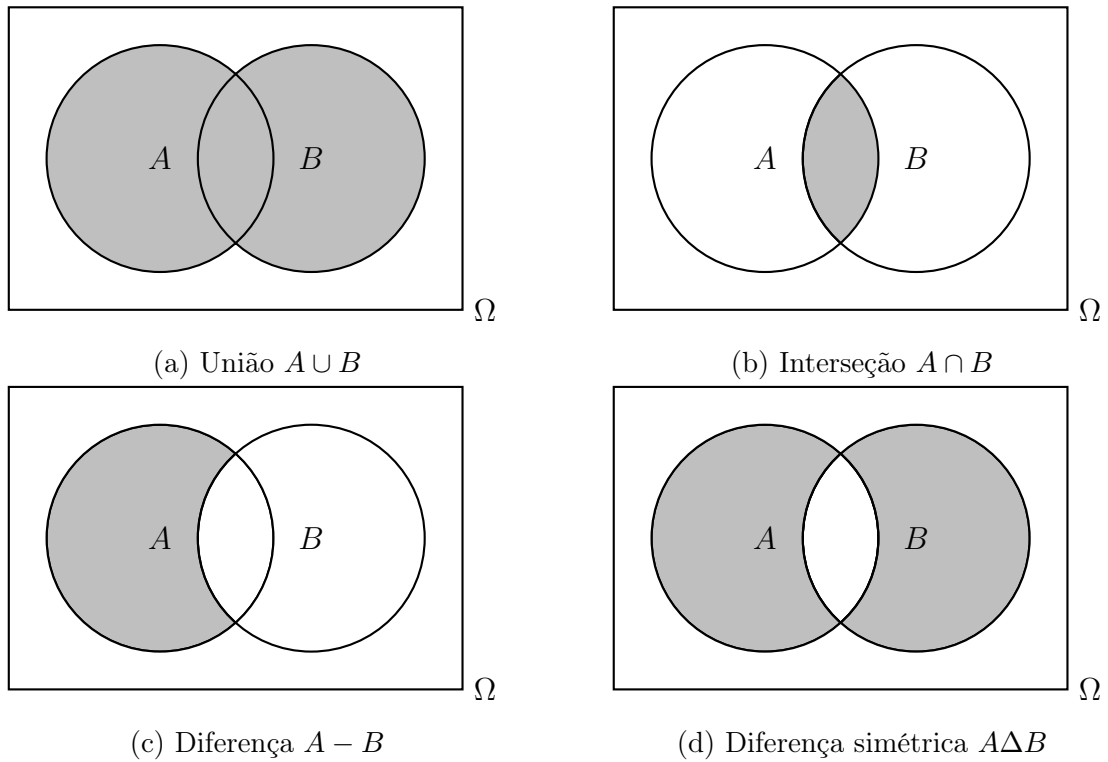 A B
Ω
(a) União A ∪ B
A B
Ω
(b) Interseção A ∩ B
A B
Ω
(c) Diferença A − B
A B
Ω
(d) Diferença simétrica AΔB